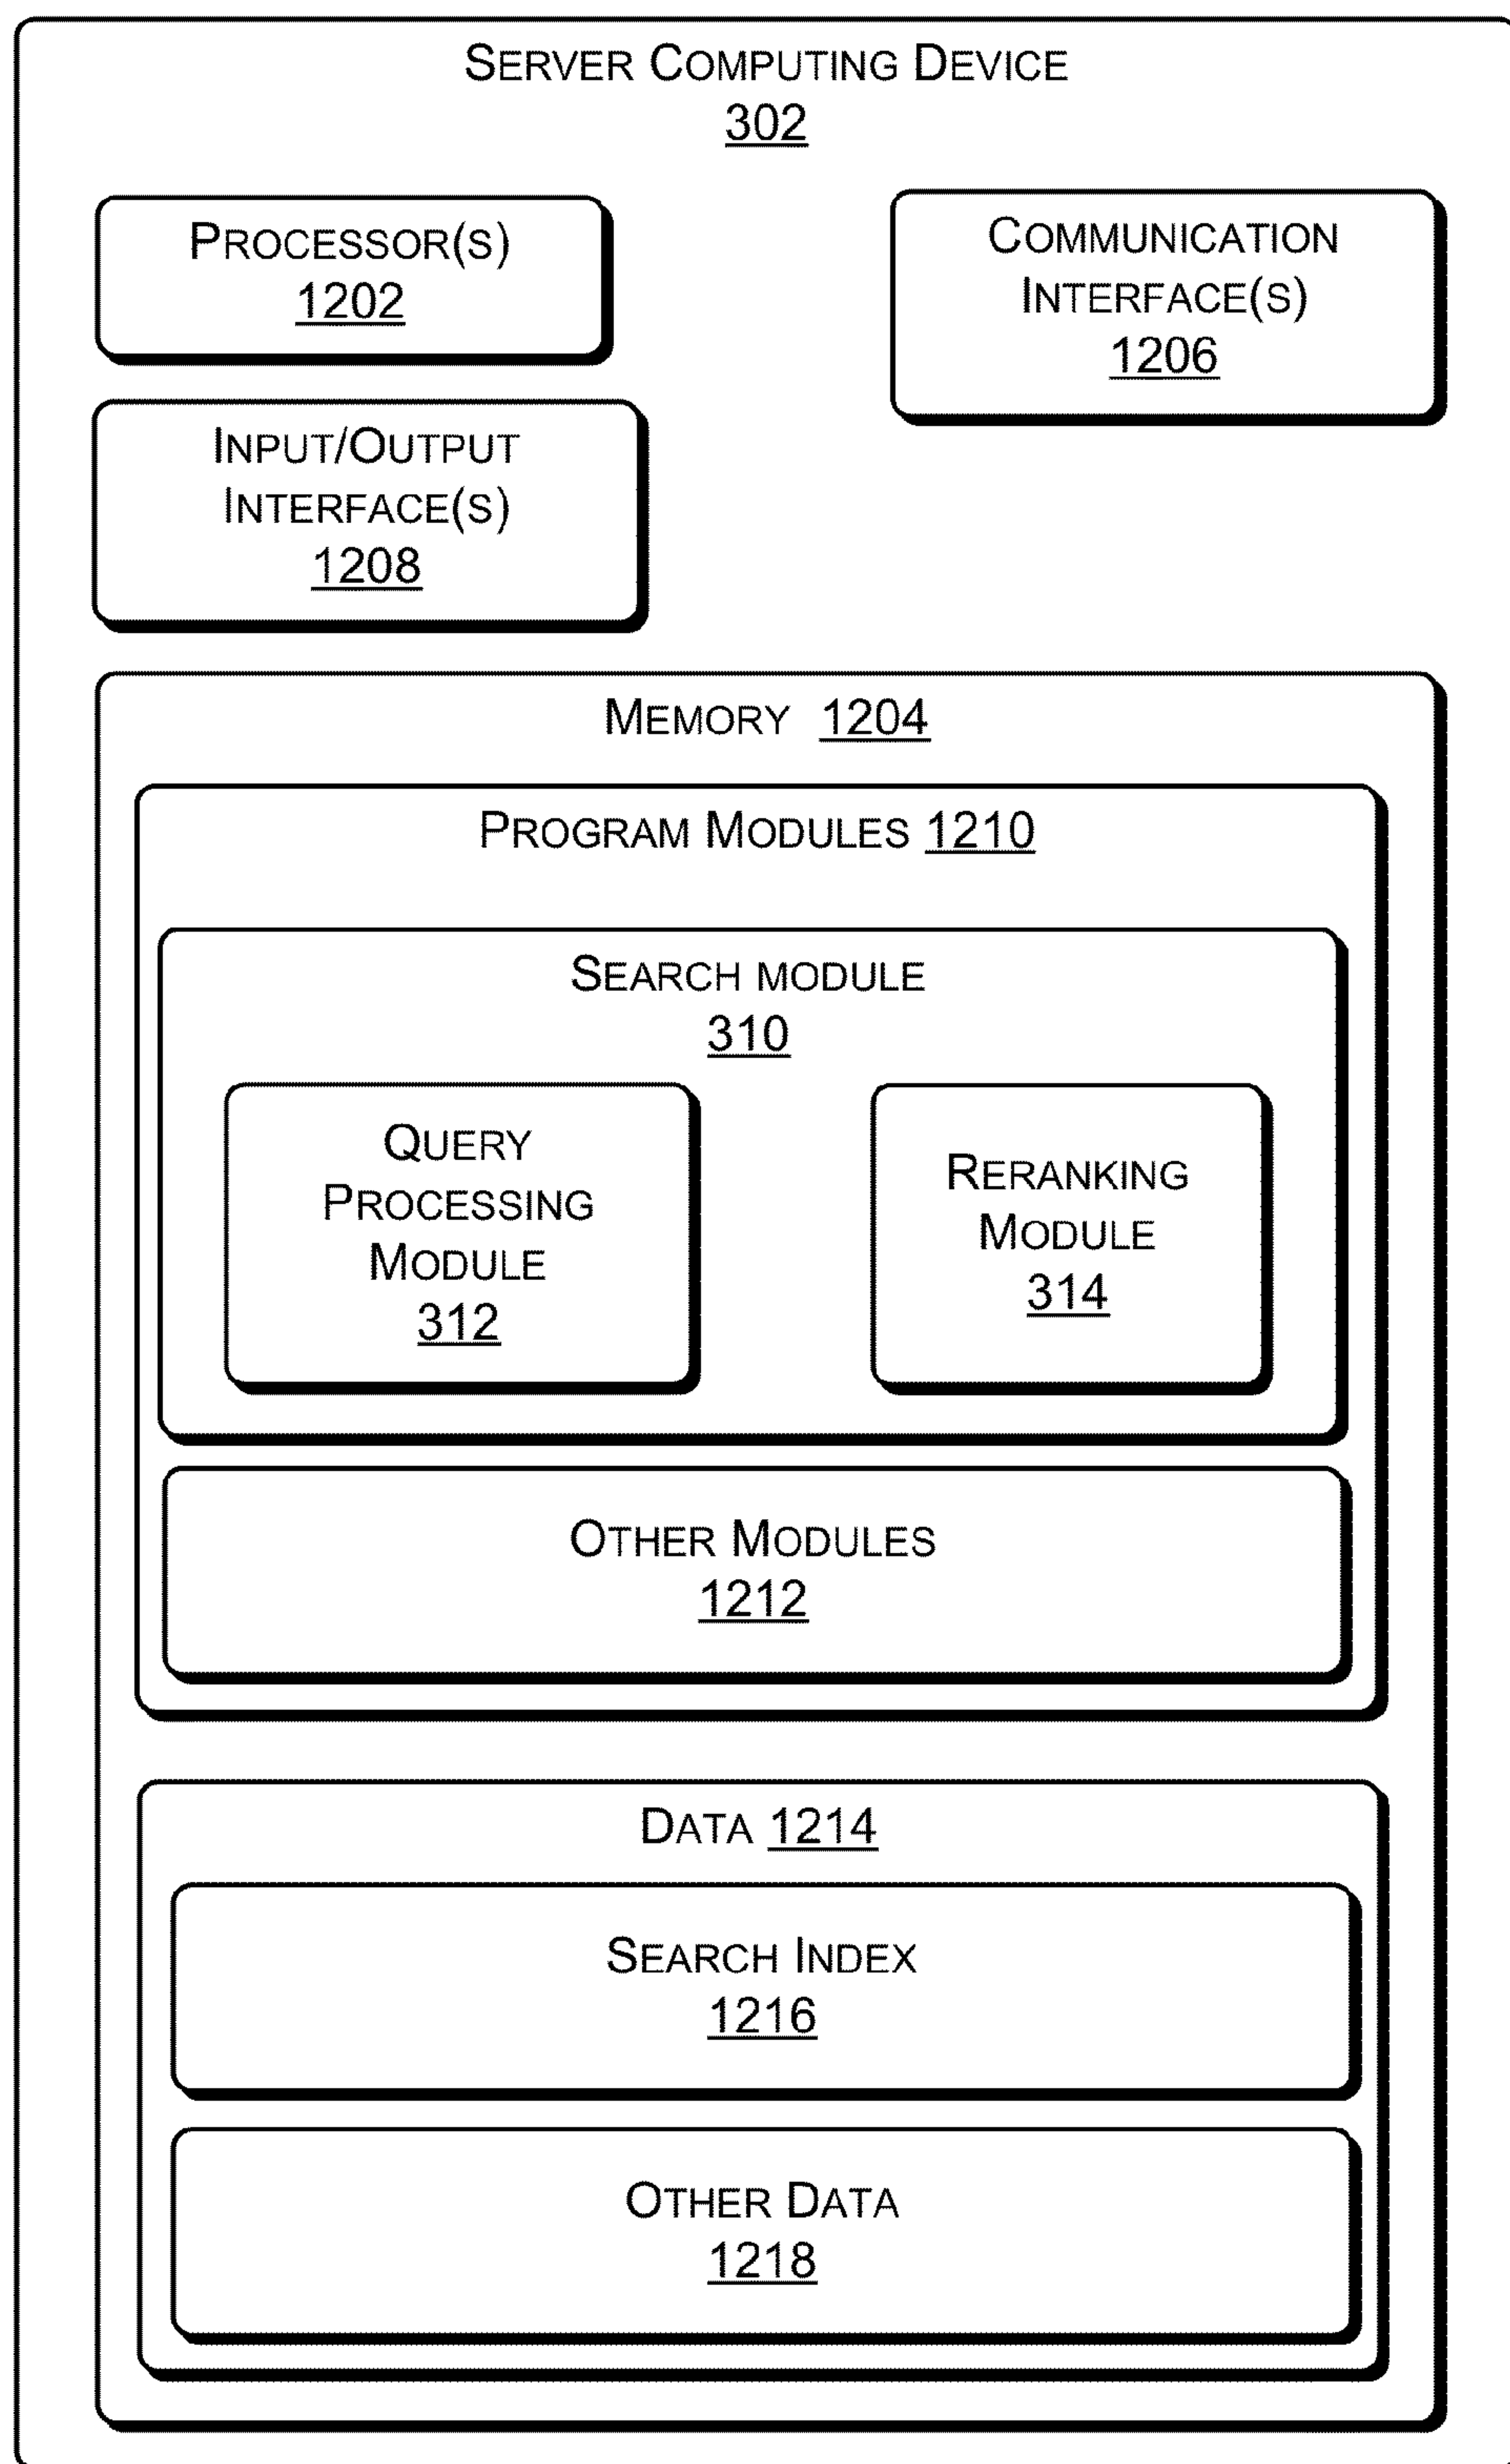 SERVER COMPUTING DEVICE
302
PROCESSOR(S)
1202
COMMUNICATION
INTERFACE(S)
1206
INPUT/OUTPUT
INTERFACE(S)
1208
MEMORY 1204
PROGRAM MODULES 1210
SEARCH MODULE
310
QUERY
PROCESSING
MODULE
312
RERANKING
MODULE
314
OTHER MODULES
1212
DATA 1214
SEARCH INDEX
1216
OTHER DATA
1218